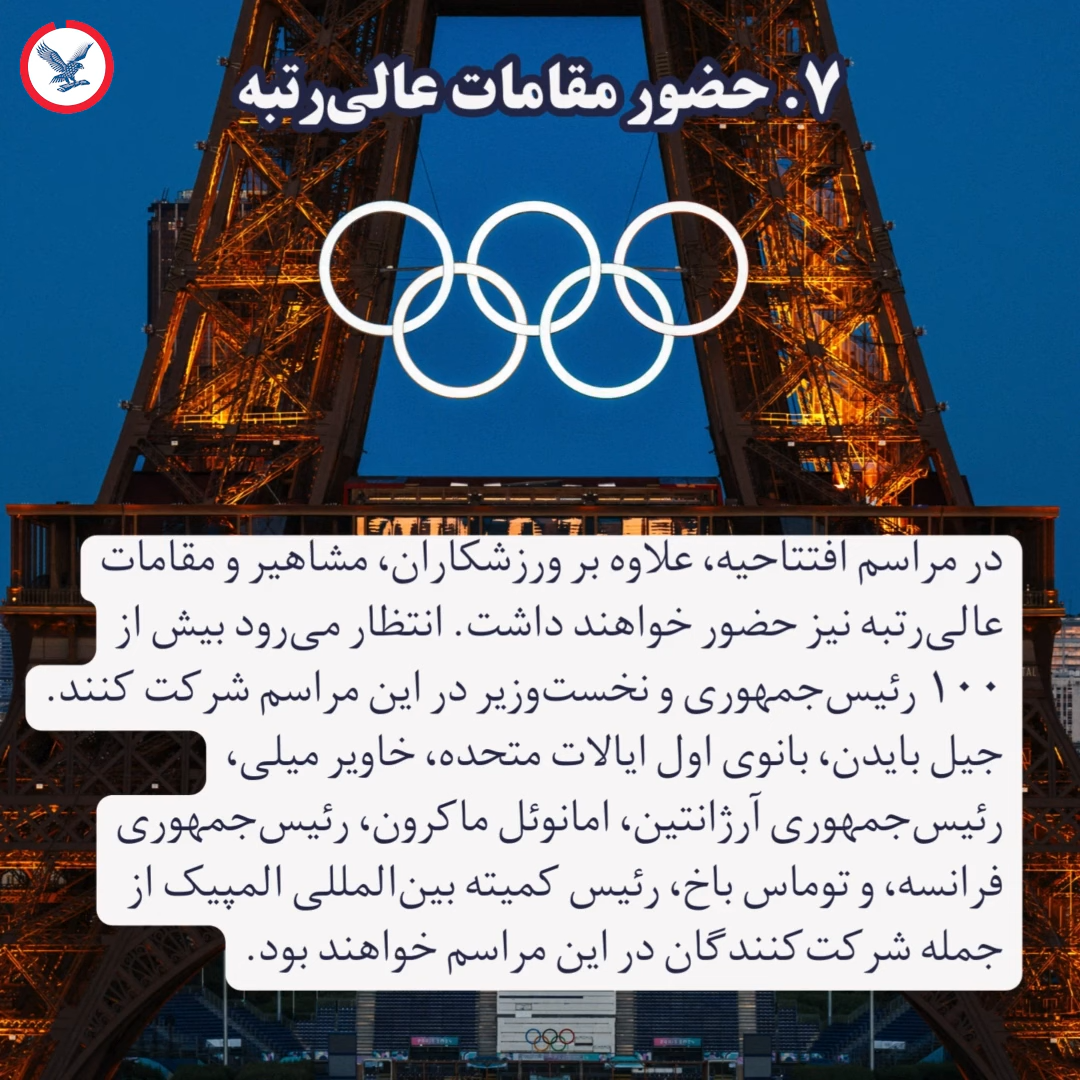 ۷. حضور مقامات عالی‌رتبه
در مراسم افتتاحیه، علاوه بر ورزشکاران، مشاهیر و مقامات
عالی‌رتبه نیز حضور خواهند داشت. انتظار می‌رود بیش از
۱۰۰ رئیس‌جمهوری و نخست‌وزیر در این مراسم شرکت کنند.
جیل بایدن، بانوی اول ایالات متحده، خاویر میلی،
رئیس‌جمهوری آرژانتین، امانوئل ماکرون، رئیس‌جمهوری
فرانسه، و توماس باخ، رئیس کمیته بین‌المللی المپیک از
جمله شرکت‌کنندگان در این مراسم خواهند بود.